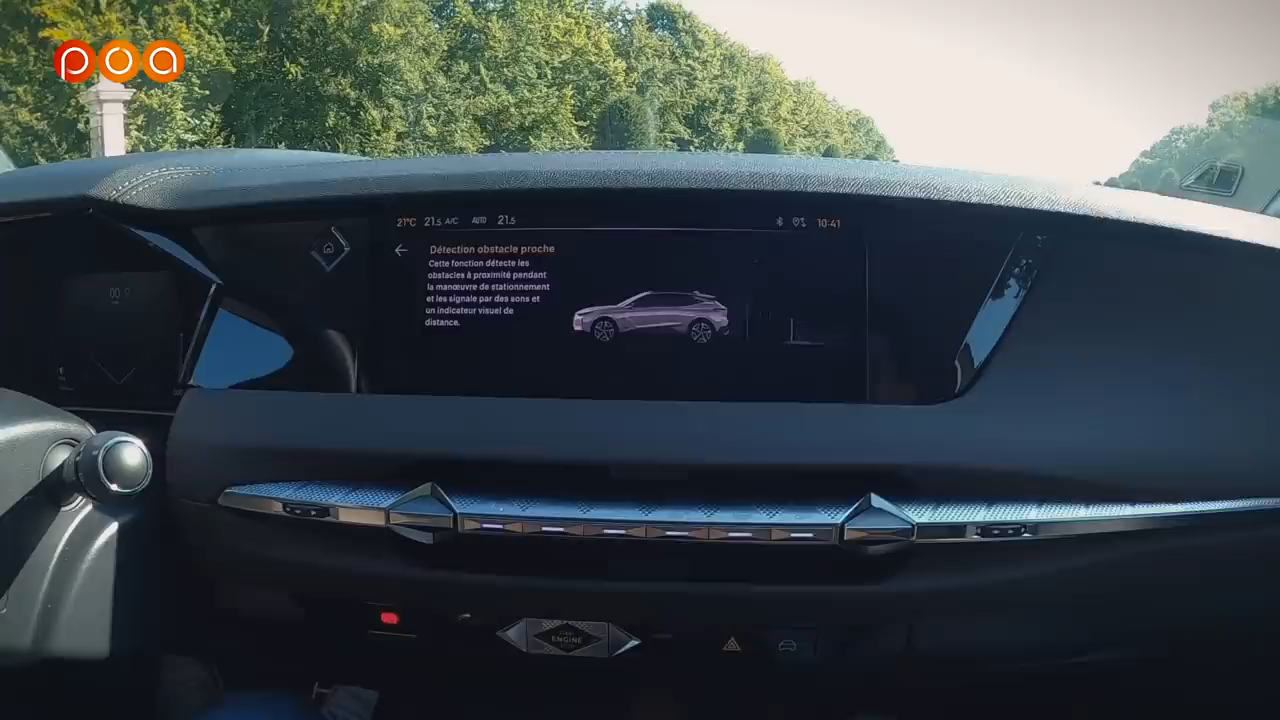 poa
21°C 21.5 A/C AUTO 21.5 10:41
Détection obstacle proche
Cette fonction détecte les
obstacles à proximité pendant
la manœuvre de stationnement
et les signale par des sons et
un indicateur visuel de
distance.
ENGINE